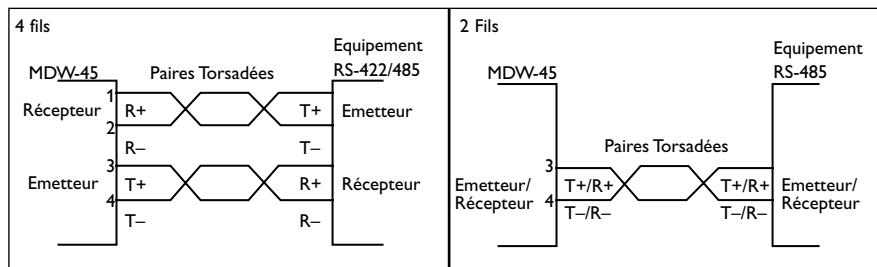 4 fils
MDW-45
Paires Torsadées
Equipement
RS-422/485
1
Récepteur
R+
T+
Emetteur
2
R–
T–
3
Emetteur
T+
R+
Récepteur
4
T–
R–
2 Fils
MDW-45
Equipement
RS-485
Paires Torsadées
3
Emetteur/
Récepteur
T+/R+
T+/R+
Emetteur/
Récepteur
4
T–/R–
T–/R–